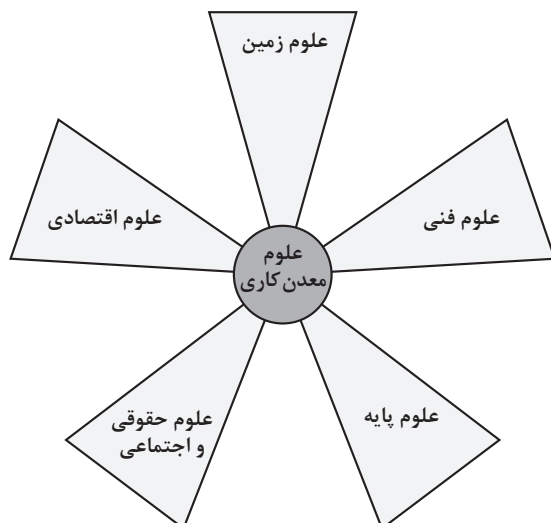 علوم زمین
علوم فنی
علوم اقتصادی
علوم
معدن کاری
علوم پایه
علوم حقوقی
و اجتماعی